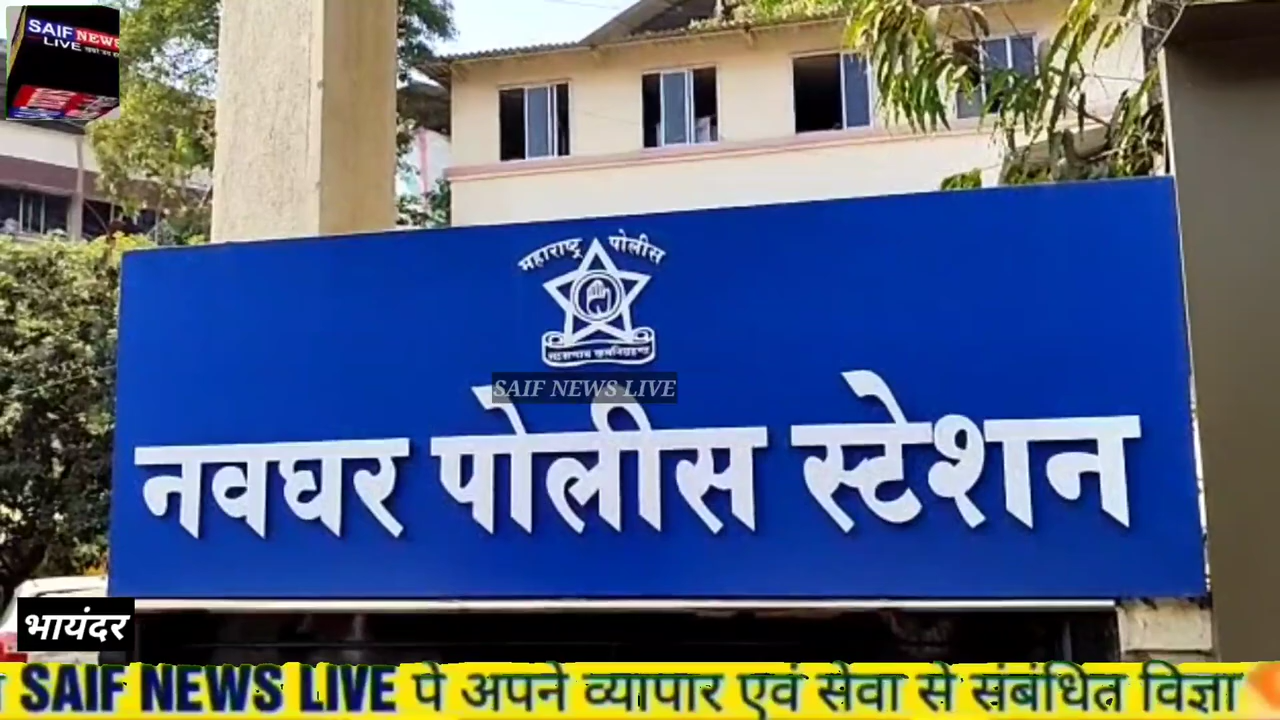 SAIF NEWS
LIVE
महाराष्ट्र पोलीस
SAIF NEWS LIVE
नवघर पोलीस स्टेशन
भायंदर
SAIF NEWS LIVE पे अपने व्यापार एवं सेवा से संबंधित विज्ञा